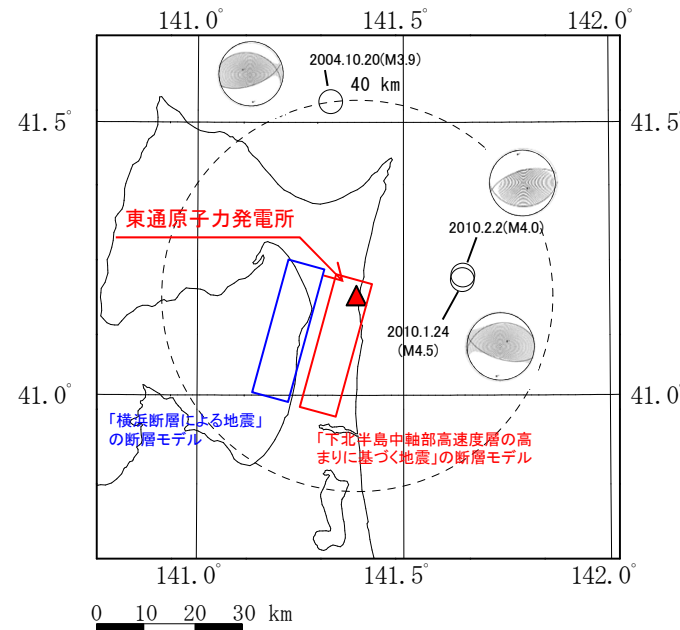 141.0°
141.5°
142.0°
2004.10.20(M3.9)
40 km
41.5°
41.5°
東通原子力発電所
2010.2.2(M4.0)
2010.1.24
(M4.5)
41.0°
41.0°
「横浜断層による地震」
の断層モデル
「下北半島中軸部高速度層の高
まりに基づく地震」の断層モデル
141.0°
141.5°
142.0°
0 10 20 30 km